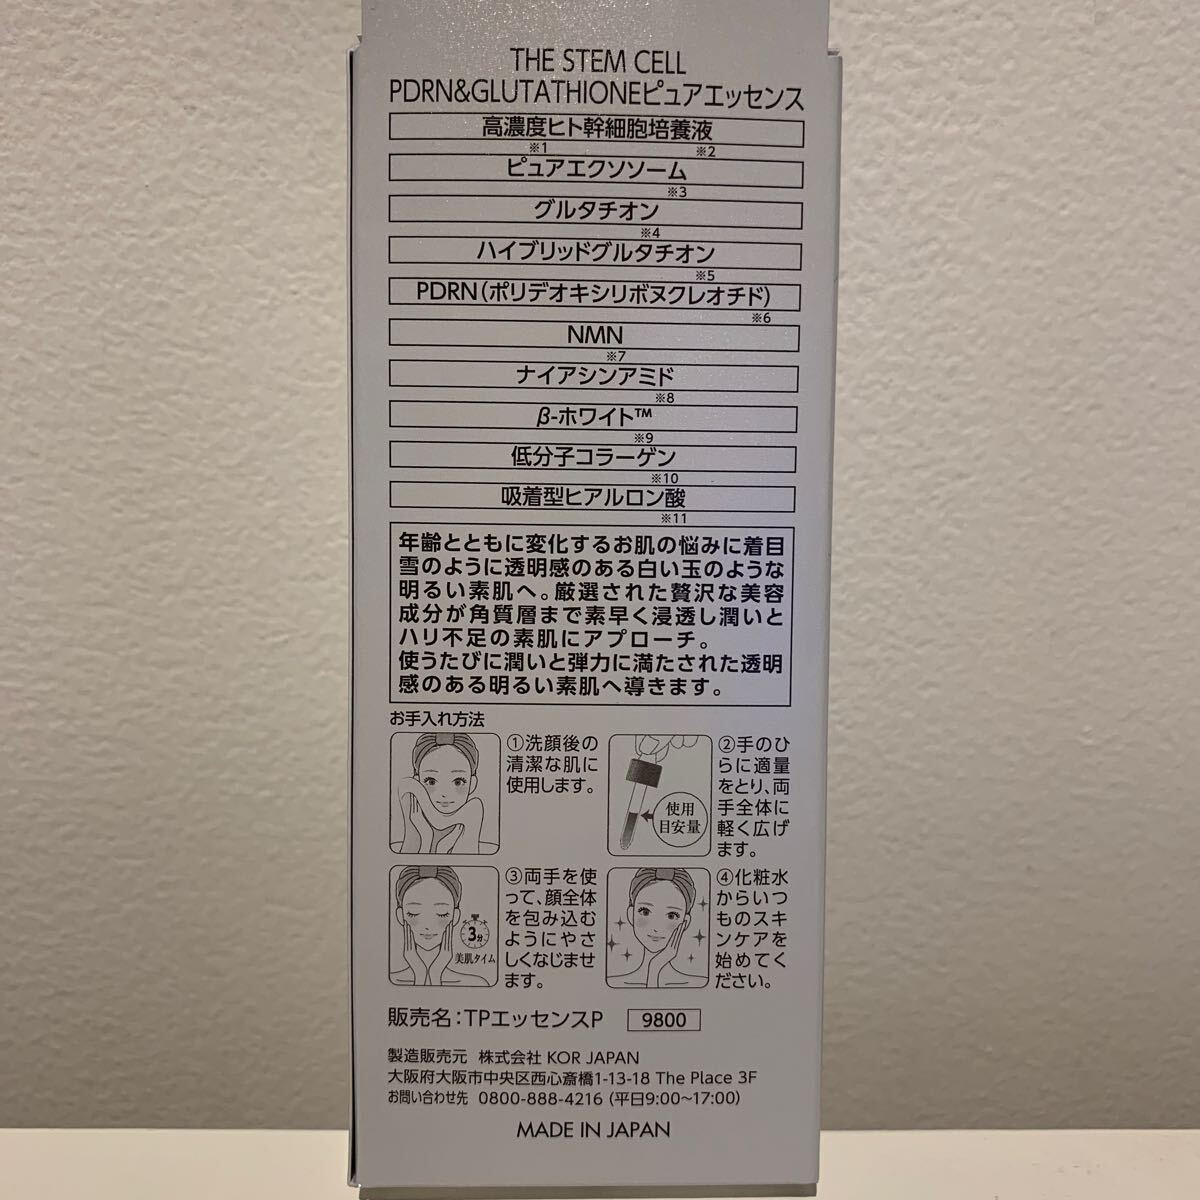 THE STEM CELL
PDRN&GLUTATHIONEピュアエッセンス
高濃度ヒト幹細胞培養液
※1 ※2
ピュアエクソソーム
※3
グルタチオン
※4
ハイブリッドグルタチオン
※5
PDRN(ポリデオキシリボヌクレオチド)
※6
NMN
※7
ナイアシンアミド
※8
β-ホワイト™
※9
低分子コラーゲン
※10
吸着型ヒアルロン酸
※11
年齢とともに変化するお肌の悩みに着目
雪のように透明感のある白い玉のような
明るい素肌へ。厳選された贅沢な美容
成分が角質層まで素早く浸透し潤いと
ハリ不足の素肌にアプローチ。
使うたびに潤いと弾力に満たされた透明
感のある明るい素肌へ導きます。
お手入れ方法
①洗顔後の
清潔な肌に
使用します。
使用
目安量
②手のひ
らに適量
をとり、両
手全体に
軽く広げ
ます。
3分
美肌タイム
③両手を使
って、顔全体
を包み込む
ようにやさ
しくなじませ
ます。
④化粧水
からいつ
ものスキ
ンケアを
始めてく
ださい。
販売名:TPエッセンスP 9800
製造販売元 株式会社 KOR JAPAN
大阪府大阪市中央区西心斎橋1-13-18 The Place 3F
お問い合わせ先 0800-888-4216 (平日9:00~17:00)
MADE IN JAPAN